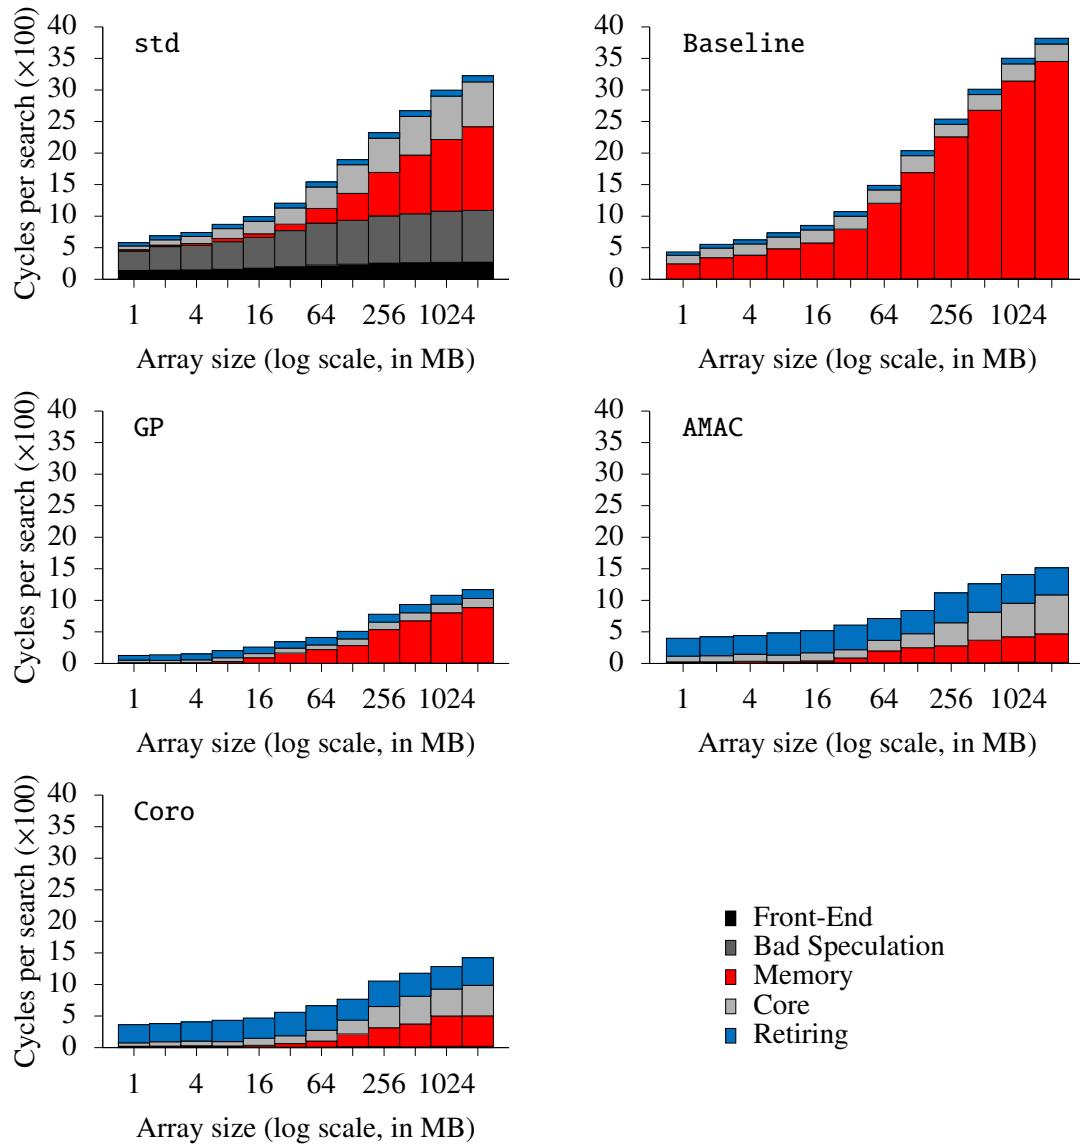 std
Cycles per search (×100)
40
35
30
25
20
15
10
5
0
1 4 16 64 256 1024
Array size (log scale, in MB)
Baseline
40
35
30
25
20
15
10
5
0
1 4 16 64 256 1024
Array size (log scale, in MB)
GP
Cycles per search (×100)
40
35
30
25
20
15
10
5
0
1 4 16 64 256 1024
Array size (log scale, in MB)
AMAC
40
35
30
25
20
15
10
5
0
1 4 16 64 256 1024
Array size (log scale, in MB)
Coro
Cycles per search (×100)
40
35
30
25
20
15
10
5
0
1 4 16 64 256 1024
Array size (log scale, in MB)
Front-End
Bad Speculation
Memory
Core
Retiring